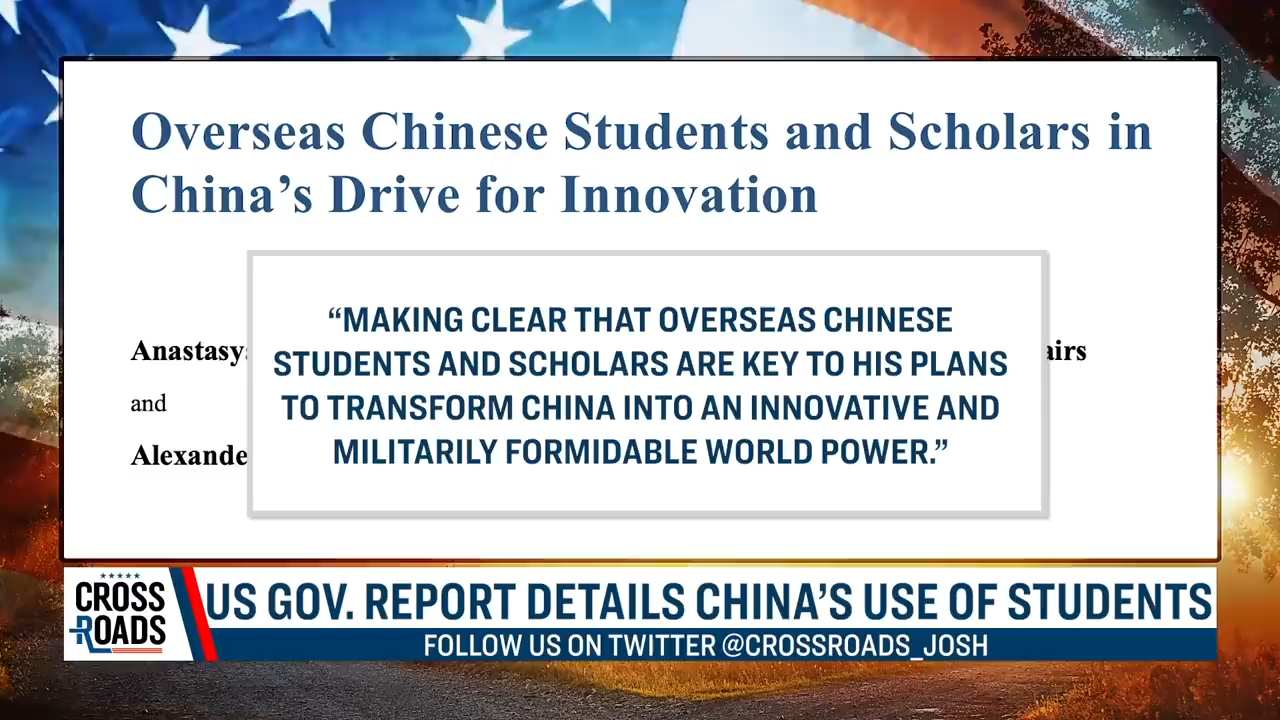 Overseas Chinese Students and Scholars in
China’s Drive for Innovation
“MAKING CLEAR THAT OVERSEAS CHINESE
STUDENTS AND SCHOLARS ARE KEY TO HIS PLANS
TO TRANSFORM CHINA INTO AN INNOVATIVE AND
MILITARILY FORMIDABLE WORLD POWER.”
and
CROSS
ROADS
US GOV. REPORT DETAILS CHINA’S USE OF STUDENTS
FOLLOW US ON TWITTER @CROSSROADS_JOSH